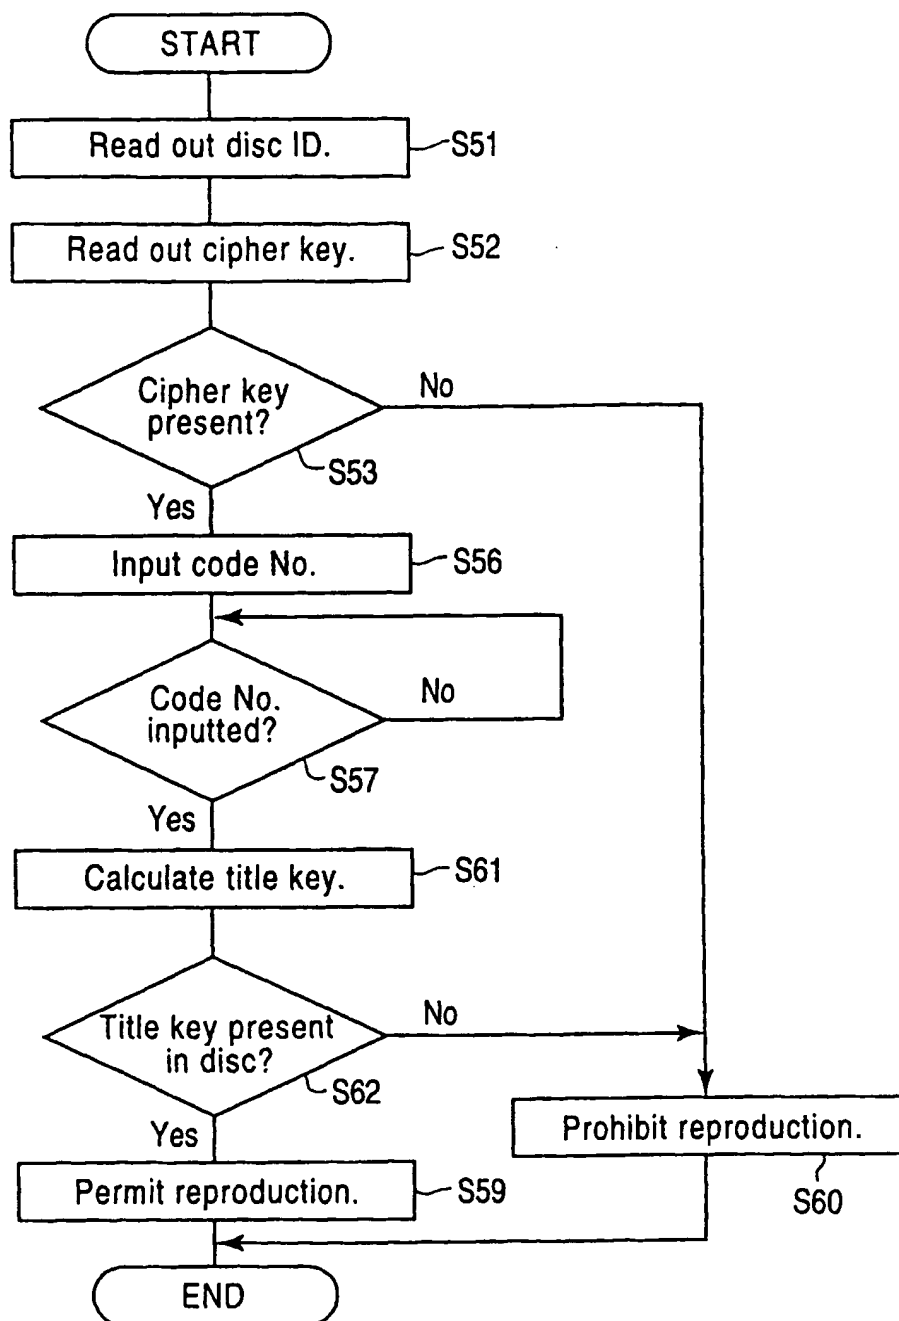 START
Read out disc ID.
S51
Read out cipher key.
S52
Cipher key
present?
No
S53
Yes
Input code No.
S56
Code No.
inputted?
No
S57
Yes
Calculate title key.
S61
Title key present
in disc?
No
S62
Yes
Prohibit reproduction.
S60
Permit reproduction.
S59
END